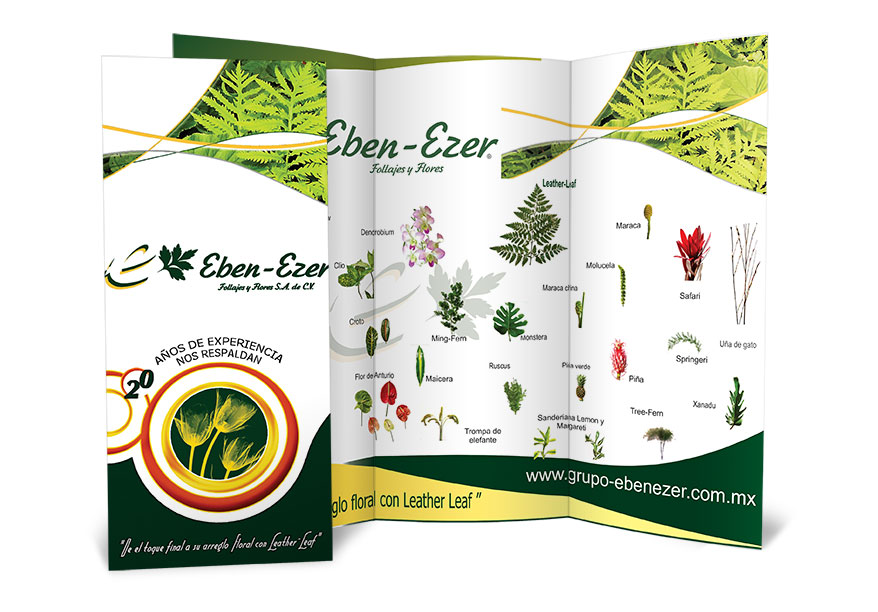 Eben-Ezer
Follajes y Flores S.A. de C.V.
AÑOS DE EXPERIENCIA
NOS RESPALDAN
20
"De el toque final a su arreglo floral con Leather-Leaf"
Eben-Ezer®
Follajes y Flores
Leather-Leaf
Dencrobium
Clio
Croto
Ming-Fern
Monstera
Maicera
Flor de Anturio
Ruscus
Trompa de
elefante
Maraca
Molucela
Maraca china
Safari
Uña de gato
Springeri
Piña verde
Piña
Xanadu
Tree-Fern
Sanderiana Lemon y
Margareti
www.grupo-ebenezer.com.mx
glo floral con Leather Leaf "